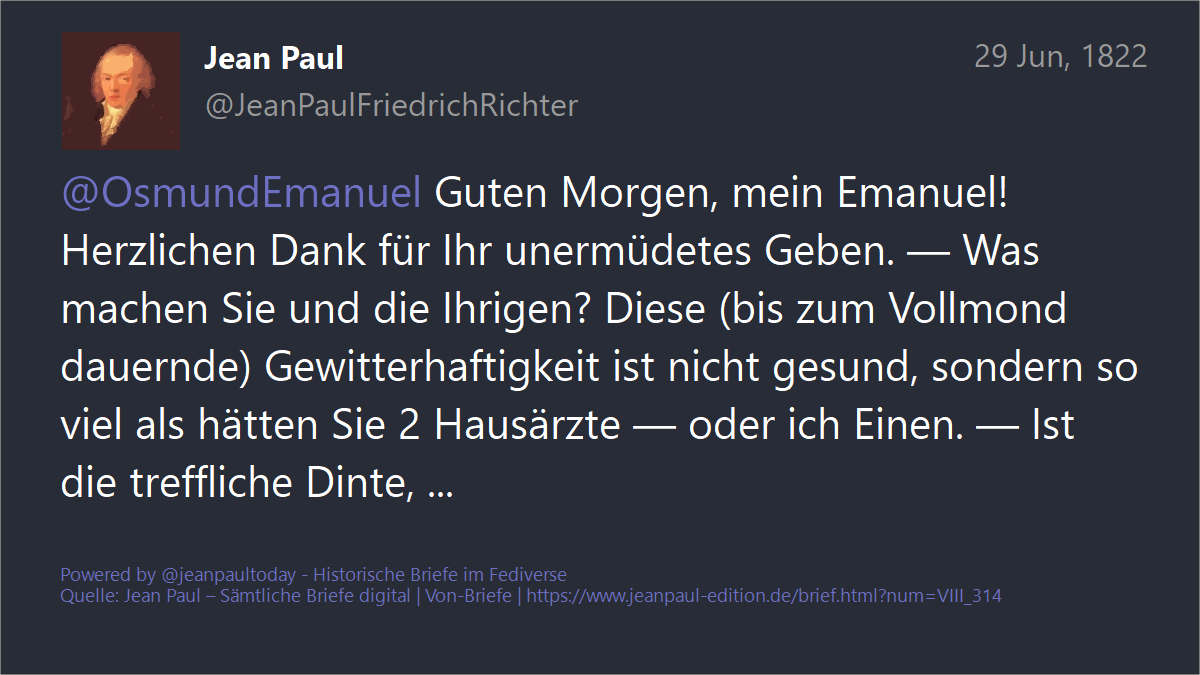 Jean Paul
29 Jun, 1822
@JeanPaulFriedrichRichter
@OsmundEmanuel Guten Morgen, mein Emanuel!
Herzlichen Dank für Ihr unermüdetes Geben. — Was
machen Sie und die Ihrigen? Diese (bis zum Vollmond
dauernde) Gewitterhaftigkeit ist nicht gesund, sondern so
viel als hätten Sie 2 Hausärzte — oder ich Einen. — Ist
die treffliche Dinte, ...
Powered by @jeanpaultoday - Historische Briefe im Fediverse
Quelle: Jean Paul – Sämtliche Briefe digital | Von-Briefe | https://www.jeanpaul-edition.de/brief.html?num=VIII_314